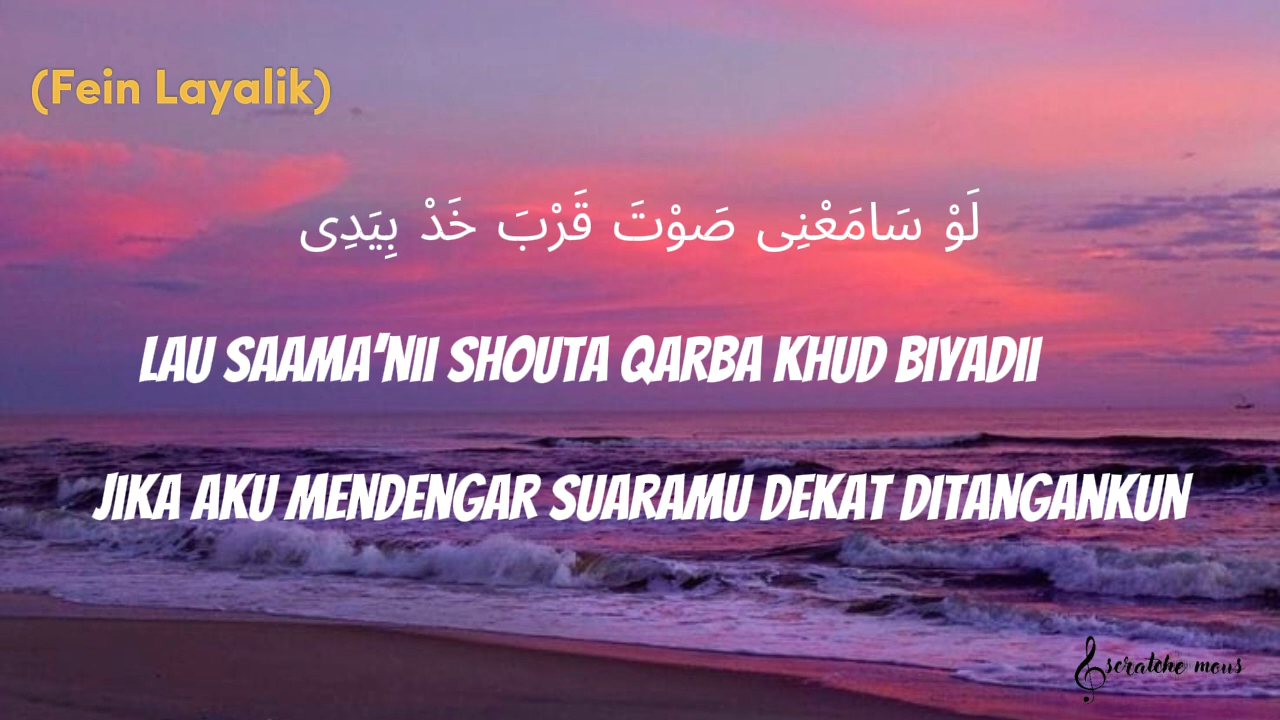 (Fein Layalik)
لَوْ سَامَعْنِى صَوْتَ قَرْبَ خَدْ بِيَدِى
LAU SAAMA'NII SHOUTA QARBA KHUD BIYADII
JIKA AKU MENDENGAR SUARAMU DEKAT DITANGANKUN
scratche mous